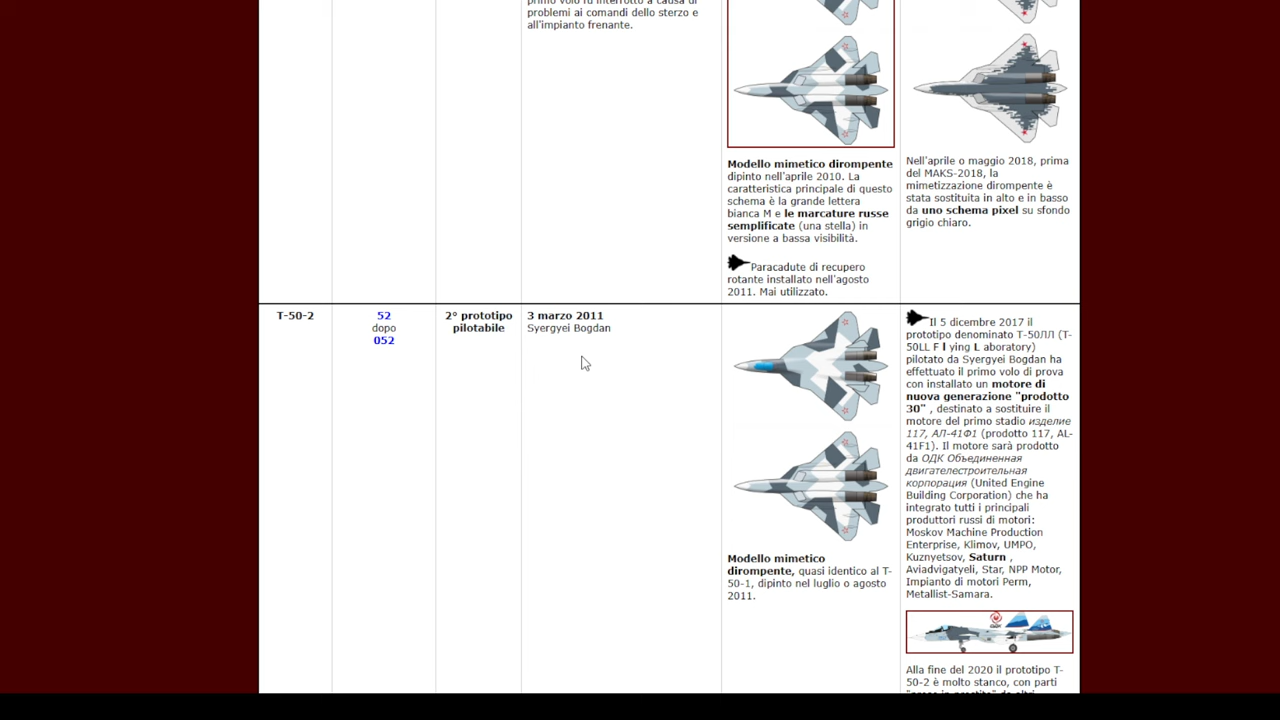 primo volo fu interrotto a causa di
problemi ai comandi dello sterzo e
all'impianto frenante.
Modello mimetico dirompente
dipinto nell'aprile 2010. La
caratteristica principale di questo
schema è la grande lettera
bianca M e le marcature russe
semplificate (una stella) in
versione a bassa visibilità.
Paracadute di recupero
rotante installato nell'agosto
2011. Mai utilizzato.
Nell'aprile o maggio 2018, prima
del MAKS-2018, la
mimetizzazione dirompente è
stata sostituita in alto e in basso
da uno schema pixel su sfondo
grigio chiaro.
T-50-2
52
dopo
052
2° prototipo
pilotabile
3 marzo 2011
Syergyei Bogdan
Modello mimetico
dirompente, quasi identico al T-
50-1, dipinto nel luglio o agosto
2011.
Il 5 dicembre 2017 il
prototipo denominato Т-50ЛЛ (T-
50LL F l ying L aboratory)
pilotato da Syergyei Bogdan ha
effettuato il primo volo di prova
con installato un motore di
nuova generazione "prodotto
30" , destinato a sostituire il
motore del primo stadio изделие
117, АЛ-41Ф1 (prodotto 117, AL-
41F1). Il motore sarà prodotto
da ОДК Объединенная
двигателестроительная
корпорация (United Engine
Building Corporation) che ha
integrato tutti i principali
produttori russi di motori:
Moskov Machine Production
Enterprise, Klimov, UMPO,
Kuznyetsov, Saturn ,
Aviadvigatyeli, Star, NPP Motor,
Impianto di motori Perm,
Metallist-Samara.
Alla fine del 2020 il prototipo T-
50-2 è molto stanco, con parti